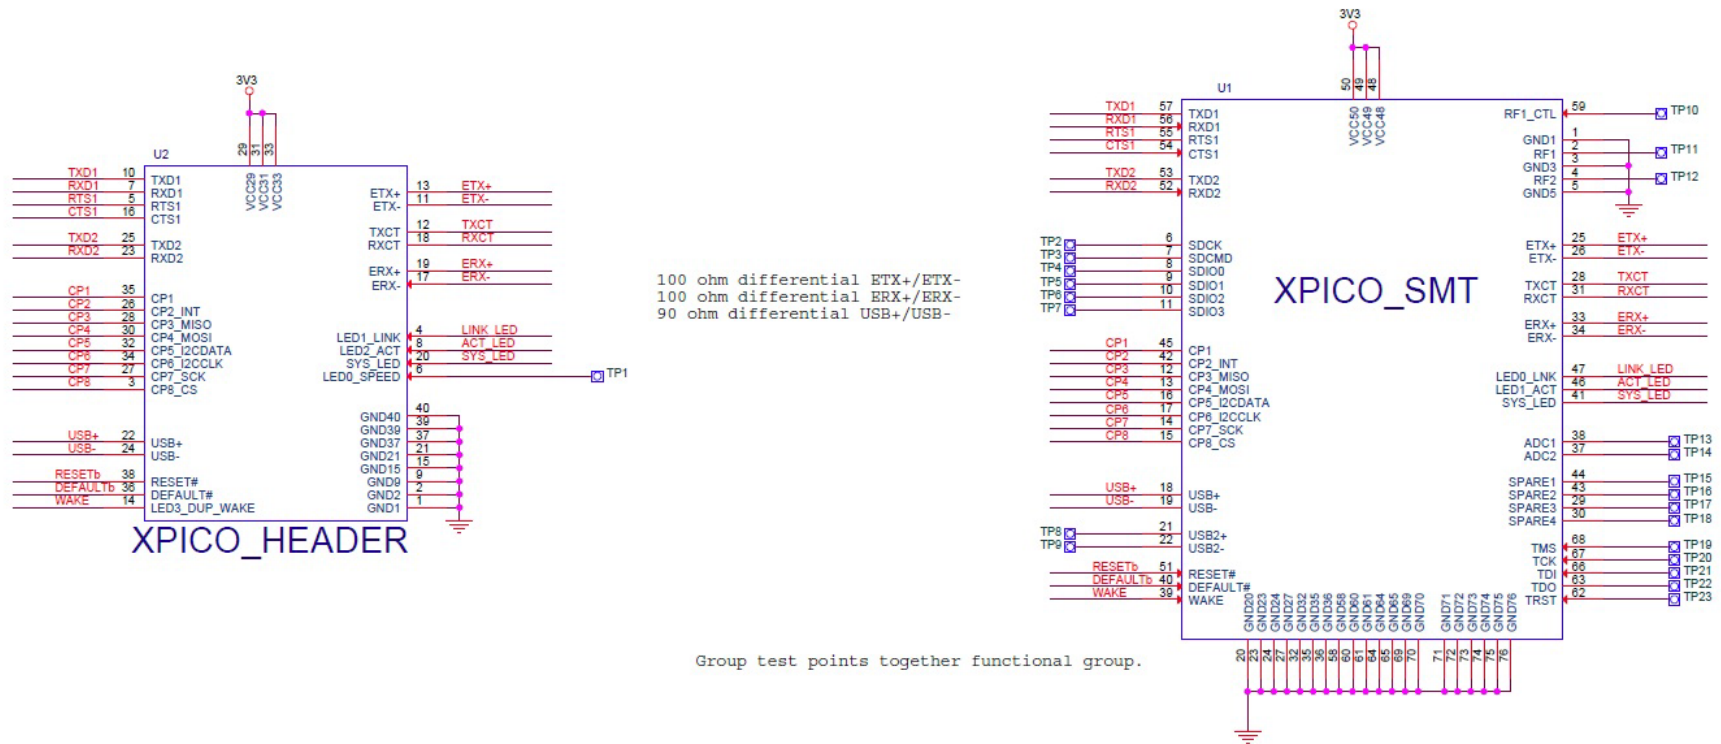 3V3
U2
29
31
33
VCC29
VCC31
VCC33
TXD1 10 TXD1
RXD1 7 RXD1
RTS1 5 RTS1
CTS1 16 CTS1
TXD2 25 TXD2
RXD2 23 RXD2
CP1 35 CP1
CP2 26 CP2_INT
CP3 28 CP3_MISO
CP4 30 CP4_MOSI
CP5 32 CP5_I2CDATA
CP6 34 CP6_I2CCLK
CP7 27 CP7_SCK
CP8 3 CP8_CS
USB+ 22 USB+
USB- 24 USB-
RESETb 38 RESET#
DEFAULTb 36 DEFAULT#
WAKE 14 LED3_DUP_WAKE
ETX+ 13 ETX+
ETX- 11 ETX-
TXCT 12 TXCT
RXCT 18 RXCT
ERX+ 19 ERX+
ERX- 17 ERX-
LED1_LINK 4 LINK_LED
LED2_ACT 8 ACT_LED
SYS_LED 20 SYS_LED
LED0_SPEED 6 TP1
GND40 40
GND39 39
GND37 37
GND21 21
GND15 15
GND9 9
GND2 2
GND1 1
XPICO_HEADER
100 ohm differential ETX+/ETX-
100 ohm differential ERX+/ERX-
90 ohm differential USB+/USB-
Group test points together functional group.
3V3
U1
50
49
48
VCC50
VCC49
VCC48
TXD1 57 TXD1
RXD1 56 RXD1
RTS1 55 RTS1
CTS1 54 CTS1
TXD2 53 TXD2
RXD2 52 RXD2
TP2 6 SDCK
TP3 7 SDCMD
TP4 8 SDIO0
TP5 9 SDIO1
TP6 10 SDIO2
TP7 11 SDIO3
CP1 45 CP1
CP2 42 CP2_INT
CP3 12 CP3_MISO
CP4 13 CP4_MOSI
CP5 16 CP5_I2CDATA
CP6 17 CP6_I2CCLK
CP7 14 CP7_SCK
CP8 15 CP8_CS
USB+ 18 USB+
USB- 19 USB-
TP8 21 USB2+
TP9 22 USB2-
RESETb 51 RESET#
DEFAULTb 40 DEFAULT#
WAKE 39 WAKE
XPICO_SMT
RF1_CTL 59 TP10
GND1 1
RF1 2 TP11
GND3 3
RF2 4 TP12
GND5 5
ETX+ 25 ETX+
ETX- 26 ETX-
TXCT 28 TXCT
RXCT 31 RXCT
ERX+ 33 ERX+
ERX- 34 ERX-
LED0_LNK 47 LINK_LED
LED1_ACT 46 ACT_LED
SYS_LED 41 SYS_LED
ADC1 38 TP13
ADC2 37 TP14
SPARE1 44 TP15
SPARE2 43 TP16
SPARE3 29 TP17
SPARE4 30 TP18
TMS 68 TP19
TCK 67 TP20
TDI 66 TP21
TDO 63 TP22
TRST 62 TP23
GND20 GND23 GND24 GND27 GND32 GND35 GND36 GND58 GND60 GND61 GND64 GND65 GND69 GND70 GND71 GND72 GND73 GND74 GND75 GND76
20 23 24 27 32 35 36 58 60 61 64 65 69 70 71 72 73 74 75 76